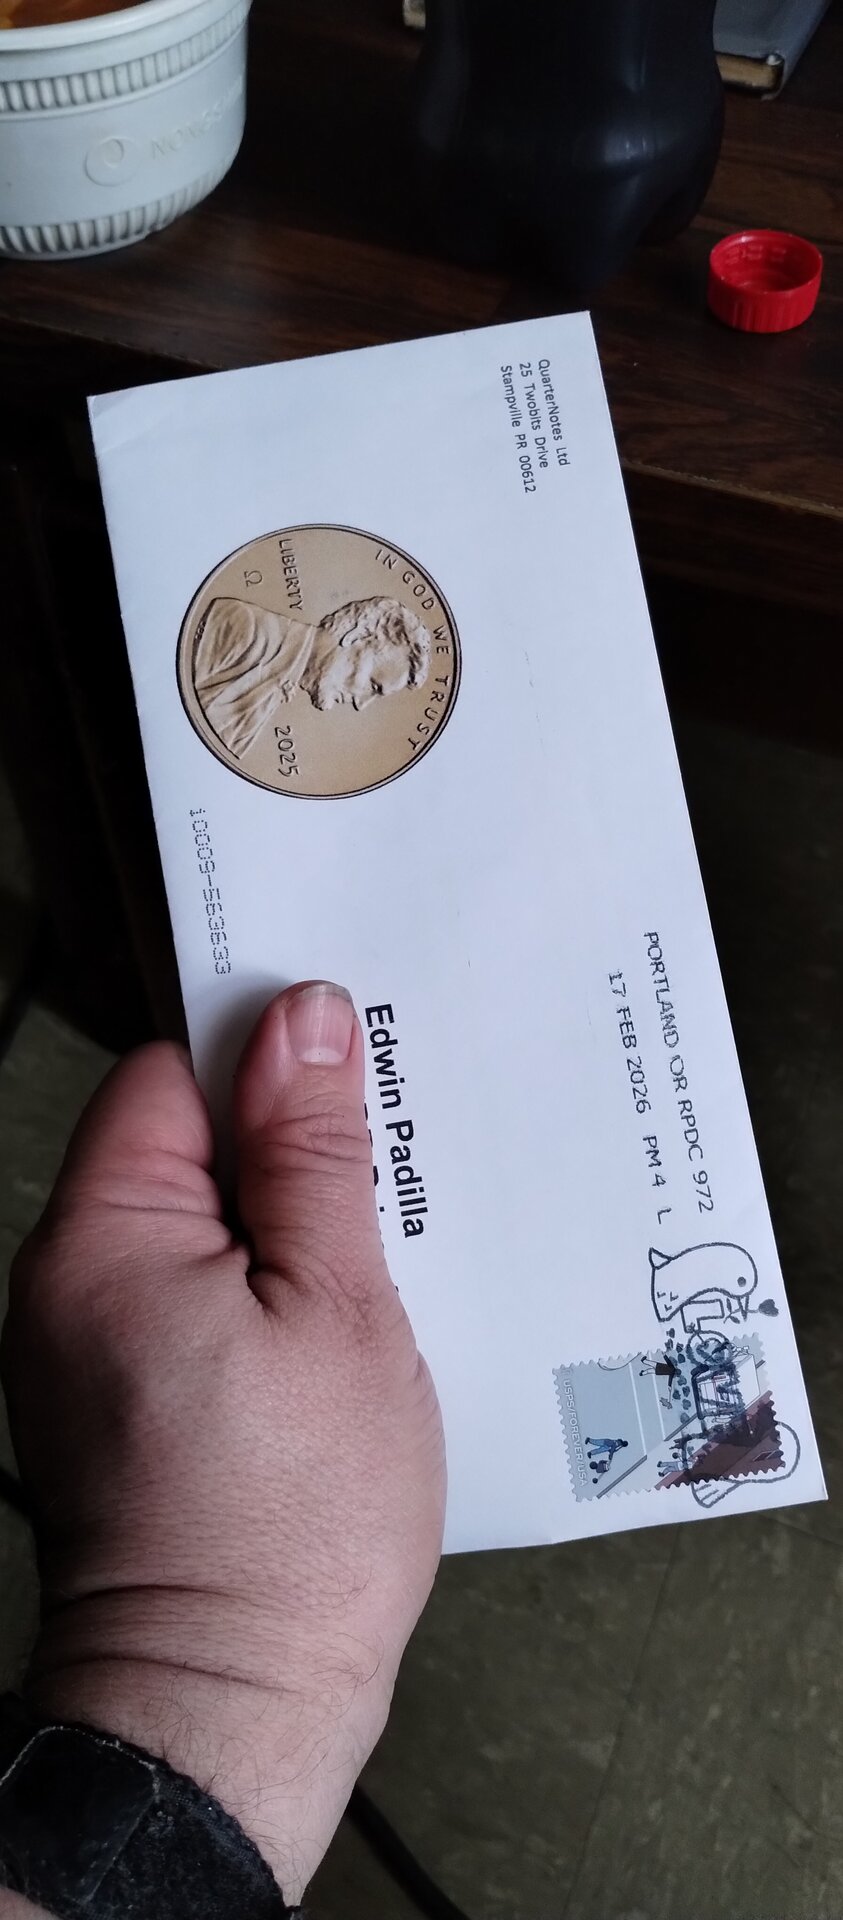 QuarterNotes Ltd
25 Twobits Drive
Stampville PR 00612
PORTLAND OR RPDC 972
17 FEB 2026 PM 4 L
USPS/FOREVER/USA
IN GOD WE TRUST
LIBERTY
Ω
2025
Edwin Padilla
10009-563633